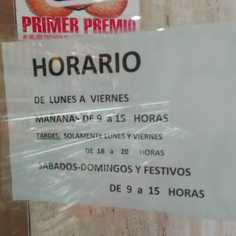 PRIMER PREMIO
HORARIO
DE LUNES A VIERNES
MAÑANAS- DE 9 a 15 HORAS
TARDES, SOLAMENTE LUNES Y VIERNES
DE 18 a 20 HORAS
SABADOS-DOMINGOS Y FESTIVOS
DE 9 a 15 HORAS